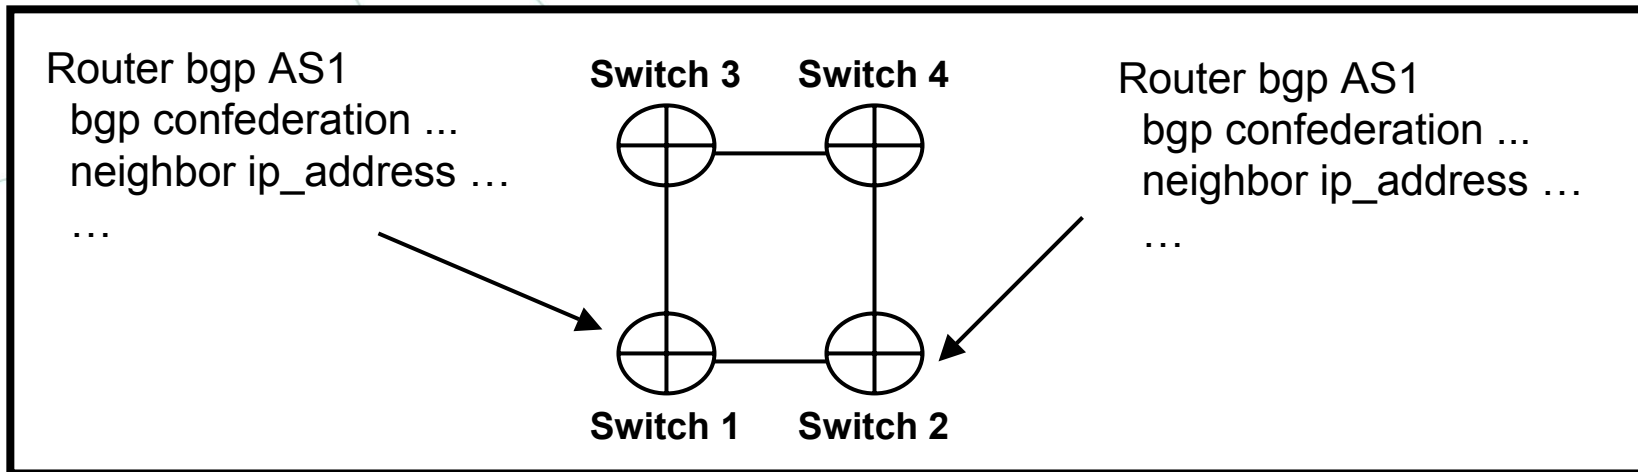 Router bgp AS1
bgp confederation ...
neighbor ip_address …
…
Switch 3
Switch 4
Router bgp AS1
bgp confederation ...
neighbor ip_address …
…
Switch 1
Switch 2